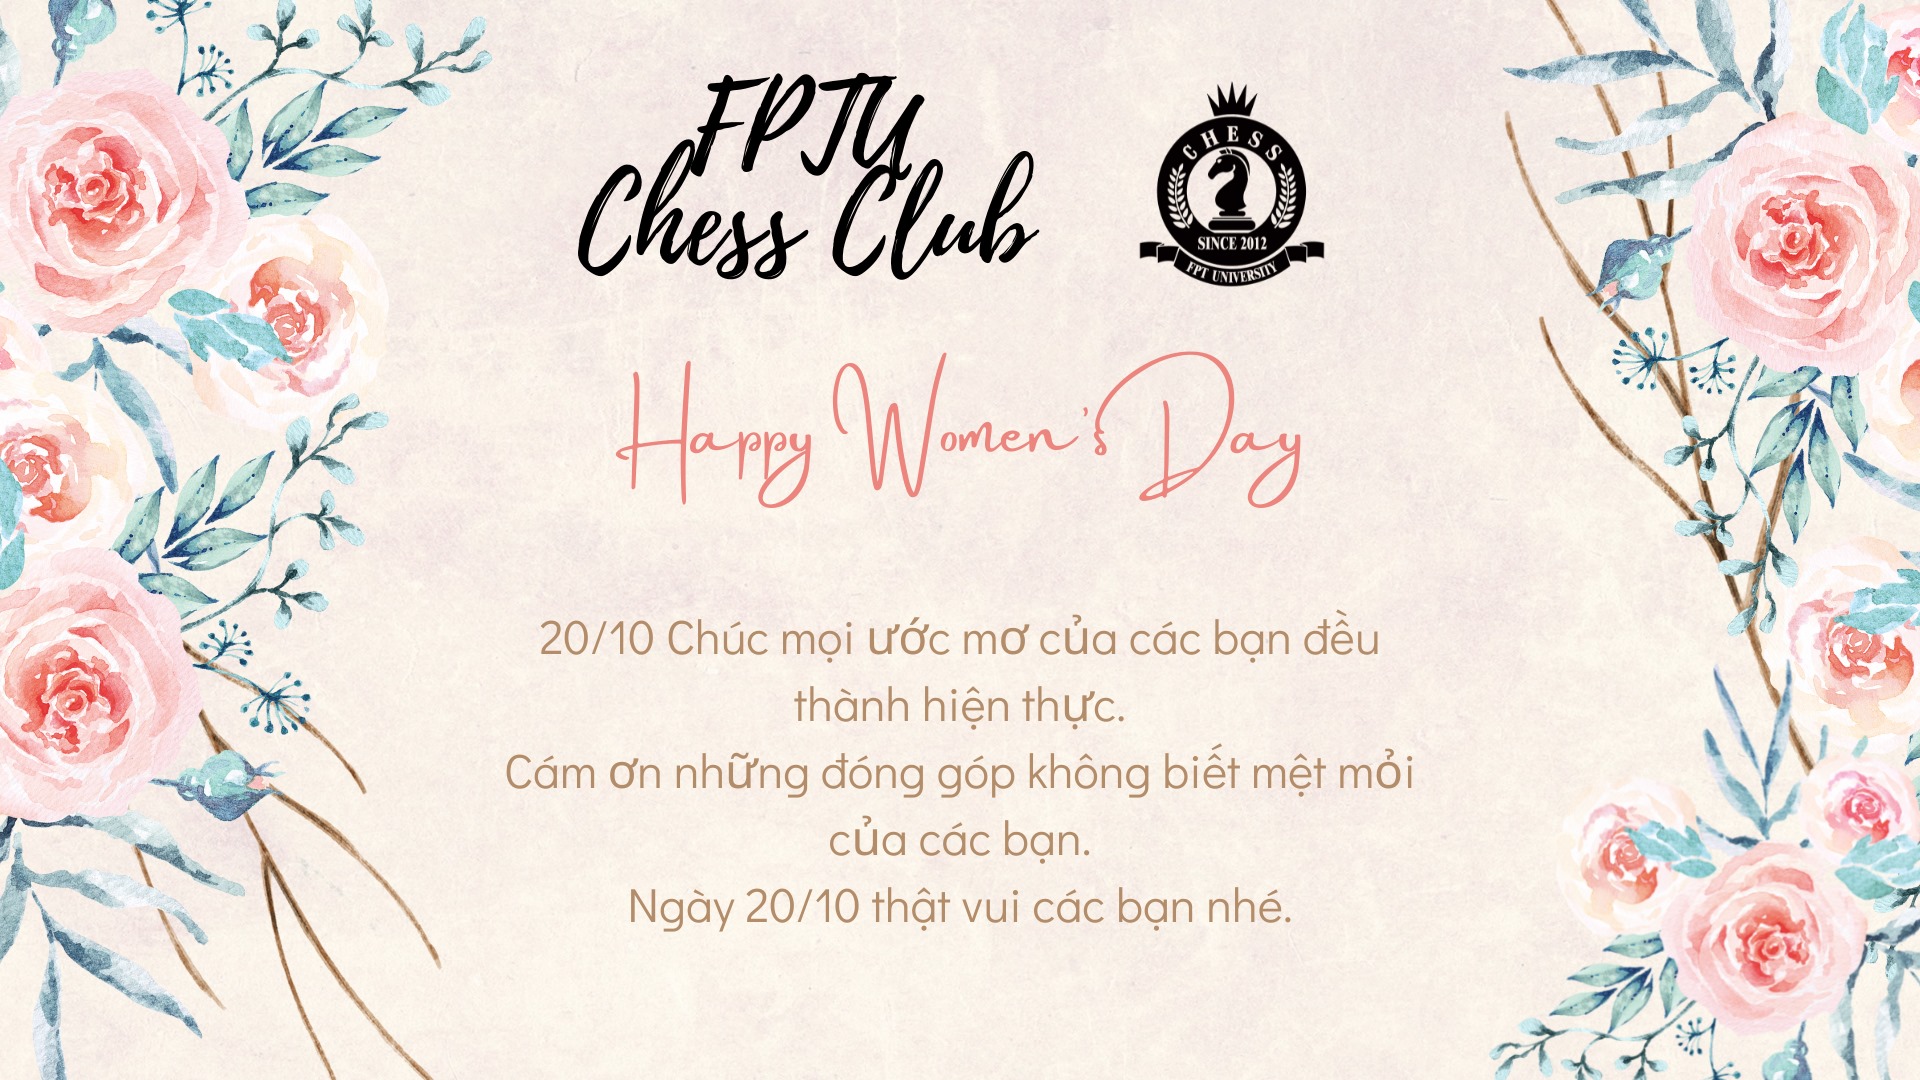 FPTU
Chess Club
CHESS
SINCE 2012
FPT UNIVERSITY
Happy Women's Day
20/10 Chúc mọi ước mơ của các bạn đều
thành hiện thực.
Cám ơn những đóng góp không biết mệt mỏi
của các bạn.
Ngày 20/10 thật vui các bạn nhé.